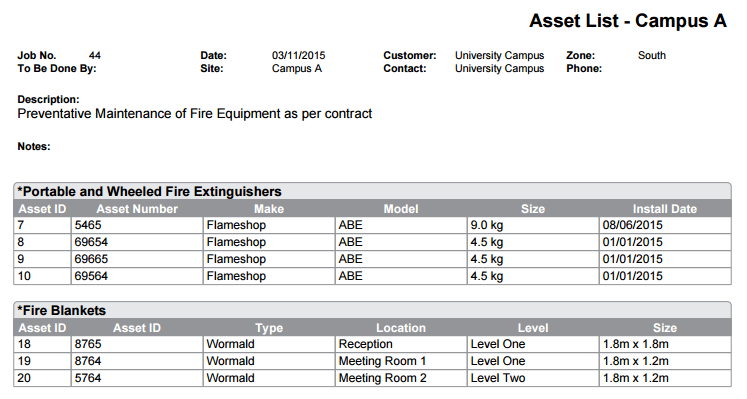 Asset List - Campus A
Job No. 44 Date: 03/11/2015 Customer: University Campus Zone: South
To Be Done By: Site: Campus A Contact: University Campus Phone:
Description:
Preventative Maintenance of Fire Equipment as per contract
Notes:
*Portable and Wheeled Fire Extinguishers
Asset ID Asset Number Make Model Size Install Date
7 5465 Flameshop ABE 9.0 kg 08/06/2015
8 69654 Flameshop ABE 4.5 kg 01/01/2015
9 69665 Flameshop ABE 4.5 kg 01/01/2015
10 69564 Flameshop ABE 4.5 kg 01/01/2015
*Fire Blankets
Asset ID Asset ID Type Location Level Size
18 8765 Wormald Reception Level One 1.8m x 1.8m
19 8764 Wormald Meeting Room 1 Level One 1.8m x 1.2m
20 5764 Wormald Meeting Room 2 Level Two 1.8m x 1.2m